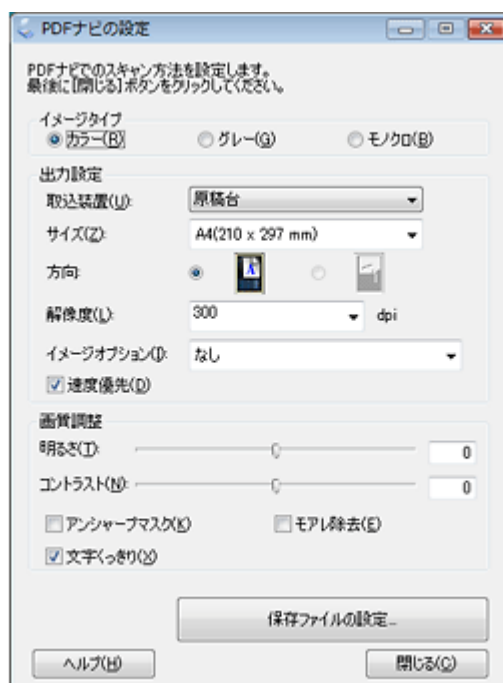 PDFナビの設定
PDFナビでのスキャン方法を設定します。
最後に[閉じる]ボタンをクリックしてください。
イメージタイプ
カラー(R) グレー(G) モノクロ(B)
出力設定
取込装置(U): 原稿台
サイズ(Z): A4(210 x 297 mm)
方向:
解像度(L): 300 dpi
イメージオプション(I): なし
速度優先(D)
画質調整
明るさ(T): 0
コントラスト(N): 0
アンシャープマスク(K) モアレ除去(E)
文字くっきり(X)
保存ファイルの設定...
ヘルプ(H) 閉じる(C)